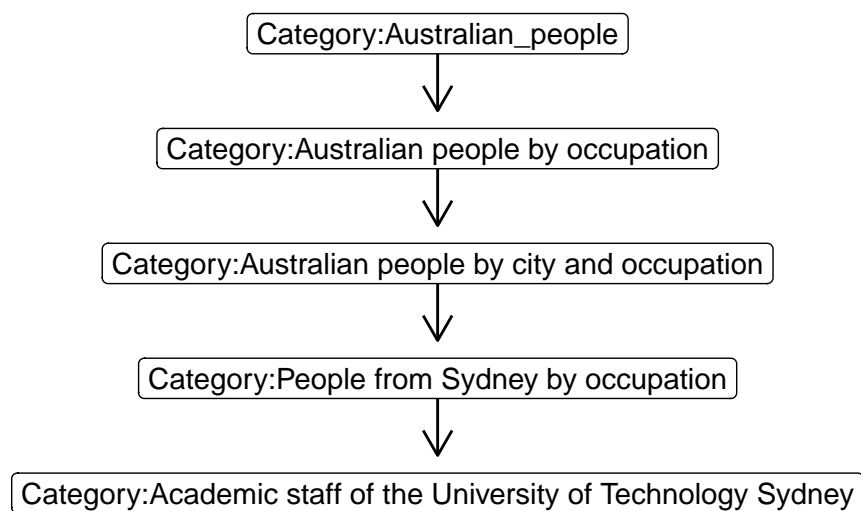 Category:Australian_people
Category:Australian people by occupation
Category:Australian people by city and occupation
Category:People from Sydney by occupation
Category:Academic staff of the University of Technology Sydney